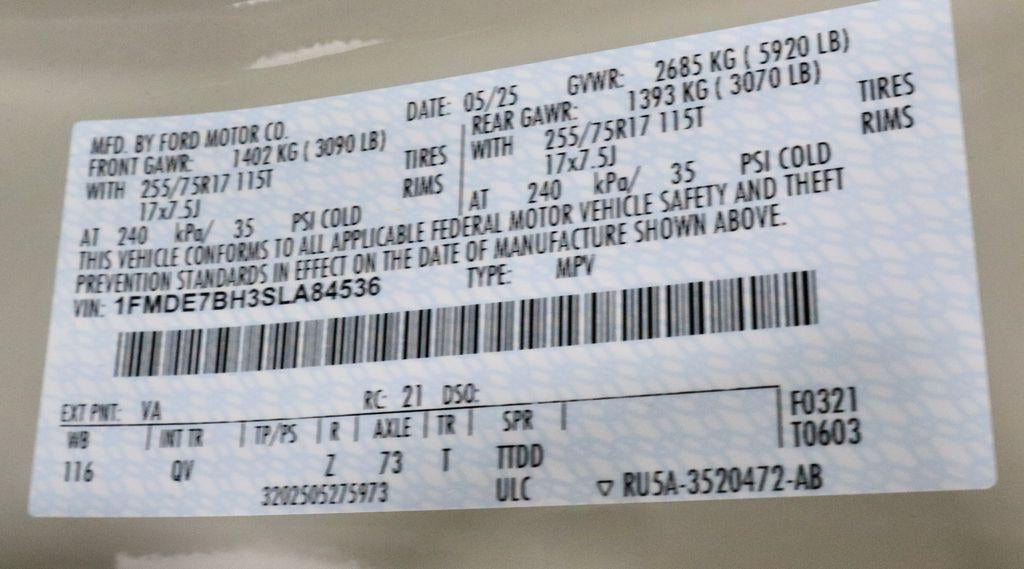 MFD. BY FORD MOTOR CO. DATE: 05/25 GVWR: 2685 KG ( 5920 LB)
FRONT GAWR: 1402 KG ( 3090 LB) REAR GAWR: 1393 KG ( 3070 LB)
WITH 255/75R17 115T TIRES WITH 255/75R17 115T TIRES
17x7.5J RIMS 17x7.5J RIMS
AT 240 kPa/ 35 PSI COLD AT 240 kPa/ 35 PSI COLD
THIS VEHICLE CONFORMS TO ALL APPLICABLE FEDERAL MOTOR VEHICLE SAFETY AND THEFT
PREVENTION STANDARDS IN EFFECT ON THE DATE OF MANUFACTURE SHOWN ABOVE.
VIN: 1FMDE7BH3SLA84536 TYPE: MPV
EXT PNT: VA RC: 21 DSO: F0321
WB | INT TR | TP/PS | R | AXLE | TR | SPR | T0603
116 QV Z 73 T TTDD
3202505275973 ULC ▽ RU5A-3520472-AB